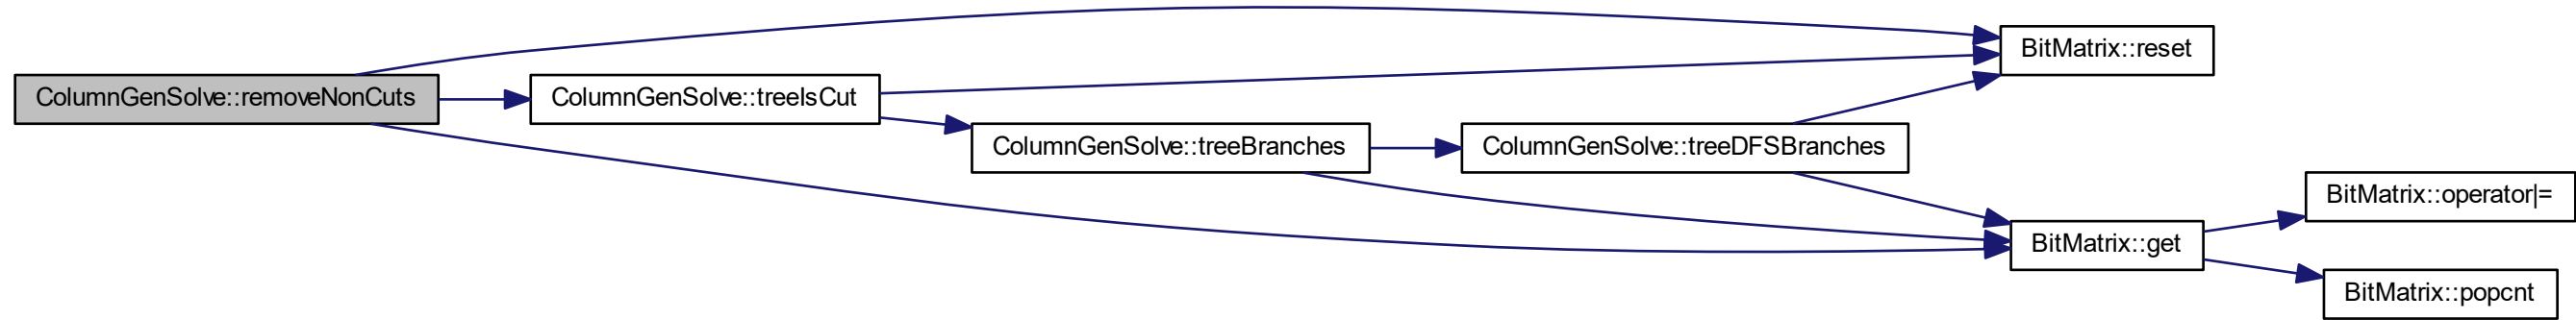 ColumnGenSolve::removeNonCuts
ColumnGenSolve::treeIsCut
ColumnGenSolve::treeBranches
ColumnGenSolve::treeDFSBranches
BitMatrix::reset
BitMatrix::get
BitMatrix::operator|=
BitMatrix::popcnt